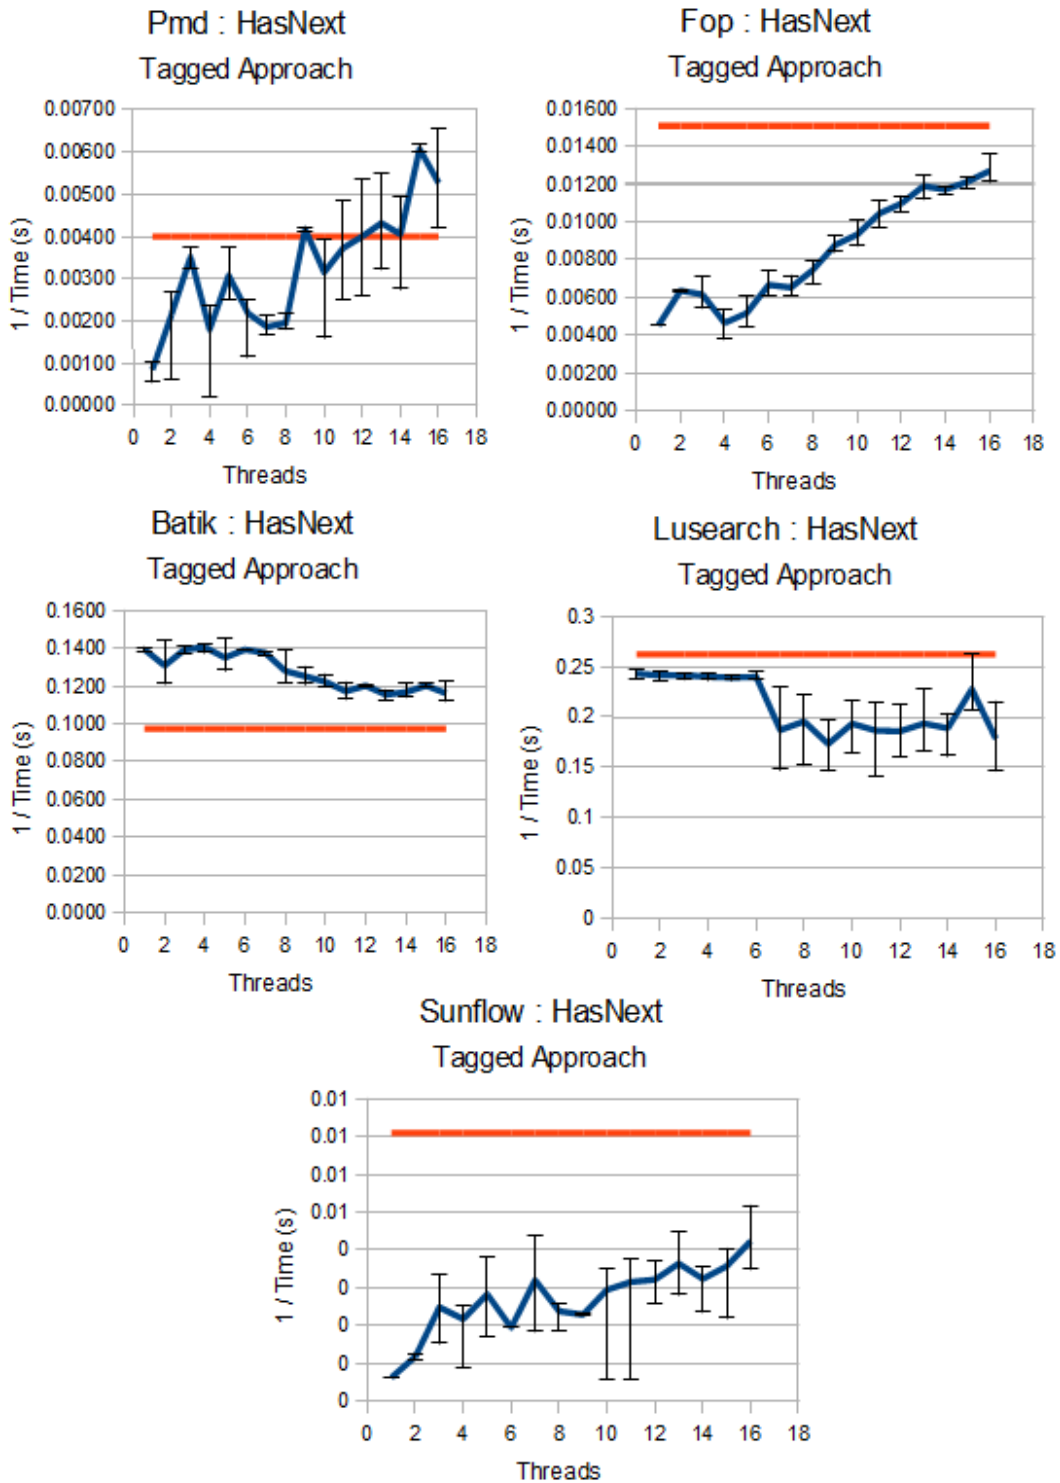 Pmd : HasNext
Tagged Approach
0.00700
0.00600
0.00500
0.00400
0.00300
0.00200
0.00100
0.00000
1 / Time (s)
0 2 4 6 8 10 12 14 16 18
Threads
Fop : HasNext
Tagged Approach
0.01600
0.01400
0.01200
0.01000
0.00800
0.00600
0.00400
0.00200
0.00000
1 / Time (s)
0 2 4 6 8 10 12 14 16 18
Threads
Batik : HasNext
Tagged Approach
0.1600
0.1400
0.1200
0.1000
0.0800
0.0600
0.0400
0.0200
0.0000
1 / Time (s)
0 2 4 6 8 10 12 14 16 18
Threads
Lusearch : HasNext
Tagged Approach
0.3
0.25
0.2
0.15
0.1
0.05
0
1 / Time (s)
0 2 4 6 8 10 12 14 16 18
Threads
Sunflow : HasNext
Tagged Approach
0.01
0.01
0.01
0.01
0
0
0
0
0
1 / Time (s)
0 2 4 6 8 10 12 14 16 18
Threads